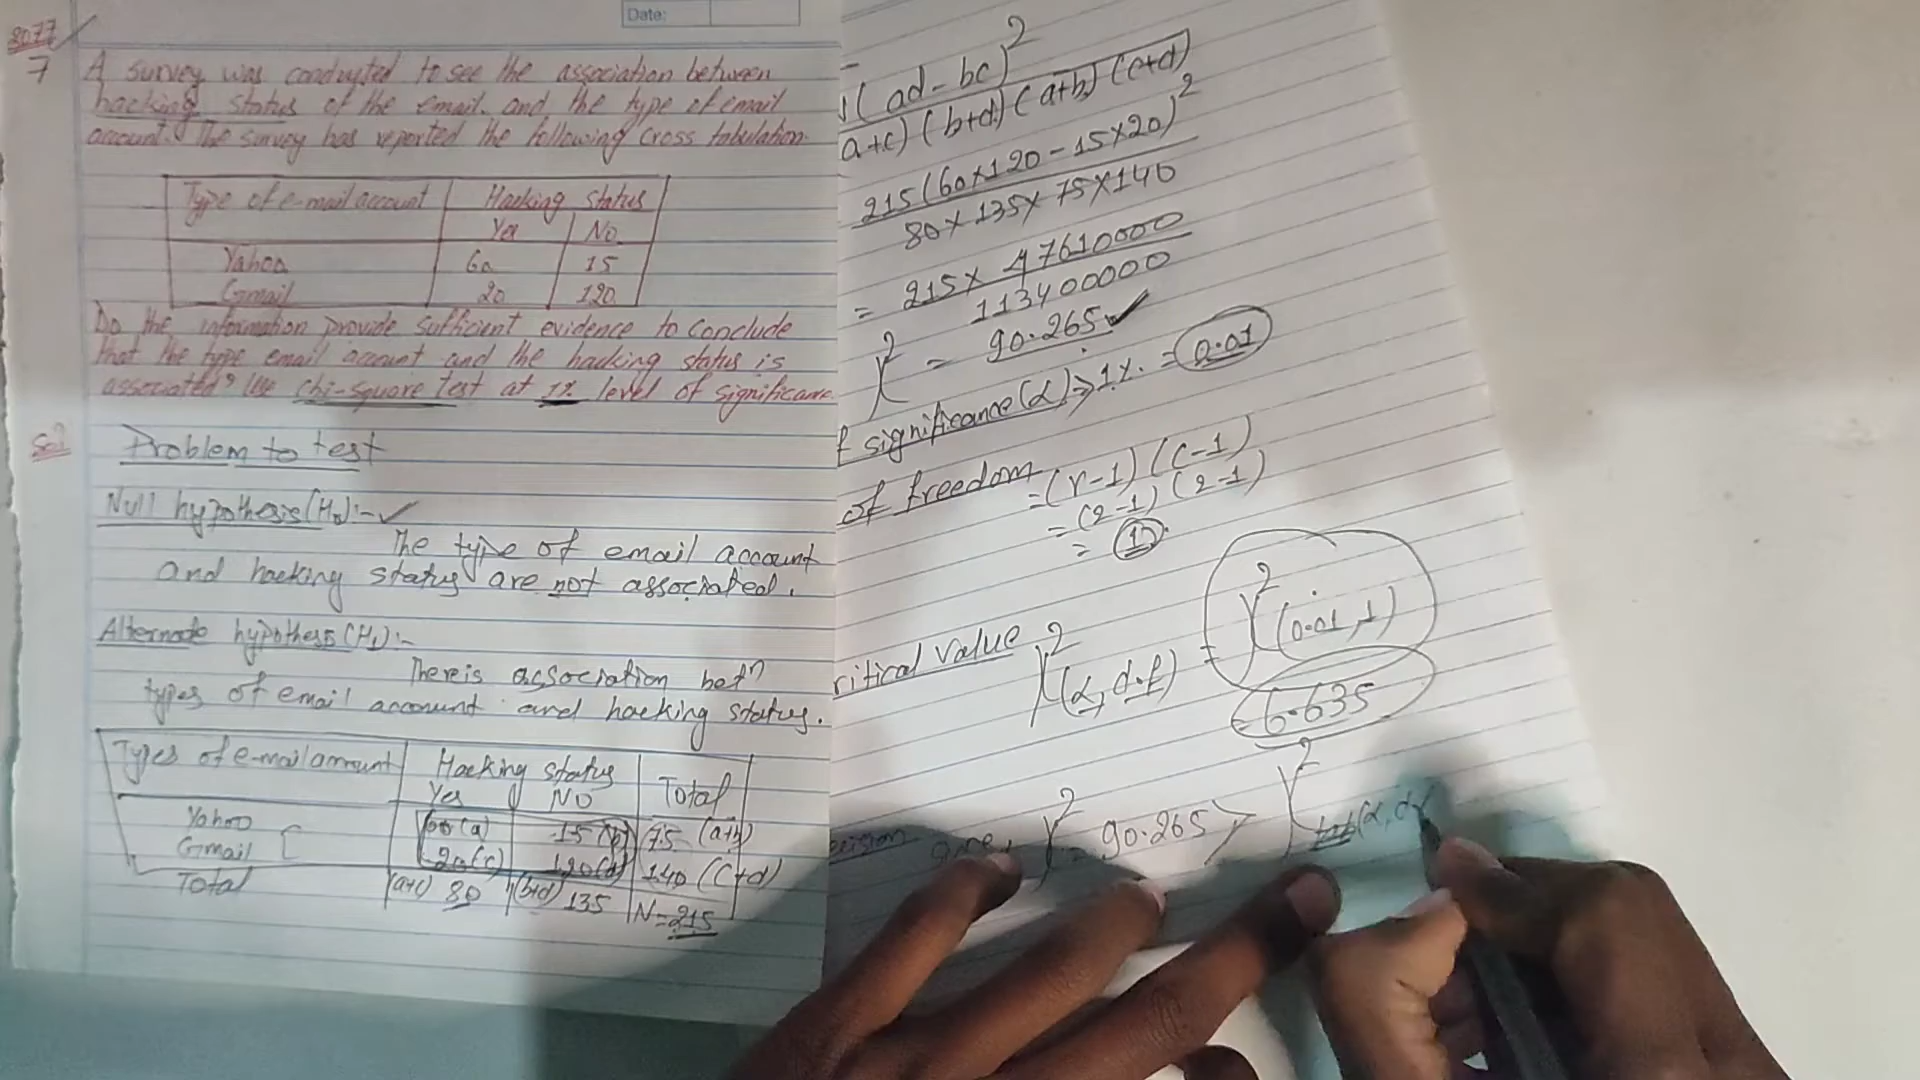 Date:
2077
7
A survey was conducted to see the association between
hacking status of the email and the type of email
account. The survey has reported the following cross tabulation
Type of e-mail account Hacking Status
Yes No
Yahoo 60 15
Gmail 20 120
Do the information provide sufficient evidence to conclude
that the type email account and the hacking status is
associated? Use Chi-square test at 1% level of significance
Sol
Problem to test
Null hypothesis (H0):- ✓
The type of email account
and hacking status are not associated.
Alternate hypothesis (H1):-
There is association betn
types of email account and hacking status.
Types of e-mail amount Hacking status Total
Yes NO
Yahoo 60 (a) 15 (b) 75 (a+b)
Gmail 20 (c) 120 (d) 140 (c+d)
Total (a+c) 80 (b+d) 135 N=215
(ad-bc)²
a+c) (b+d) (a+b) (c+d)
215 (60×120 - 15×20)²
80 × 135 × 75 × 140
= 215 × 47610000
113400000
χ² = 90.265 ✓
f significance (α) → 1%. = 0.01
of freedom = (r-1) (c-1)
= (2-1) (2-1)
= 1
ritical value χ² (α, d.f) = χ² (0.01, 1)
= 6.635
ecision χ² = 90.265 > χ² (α, d